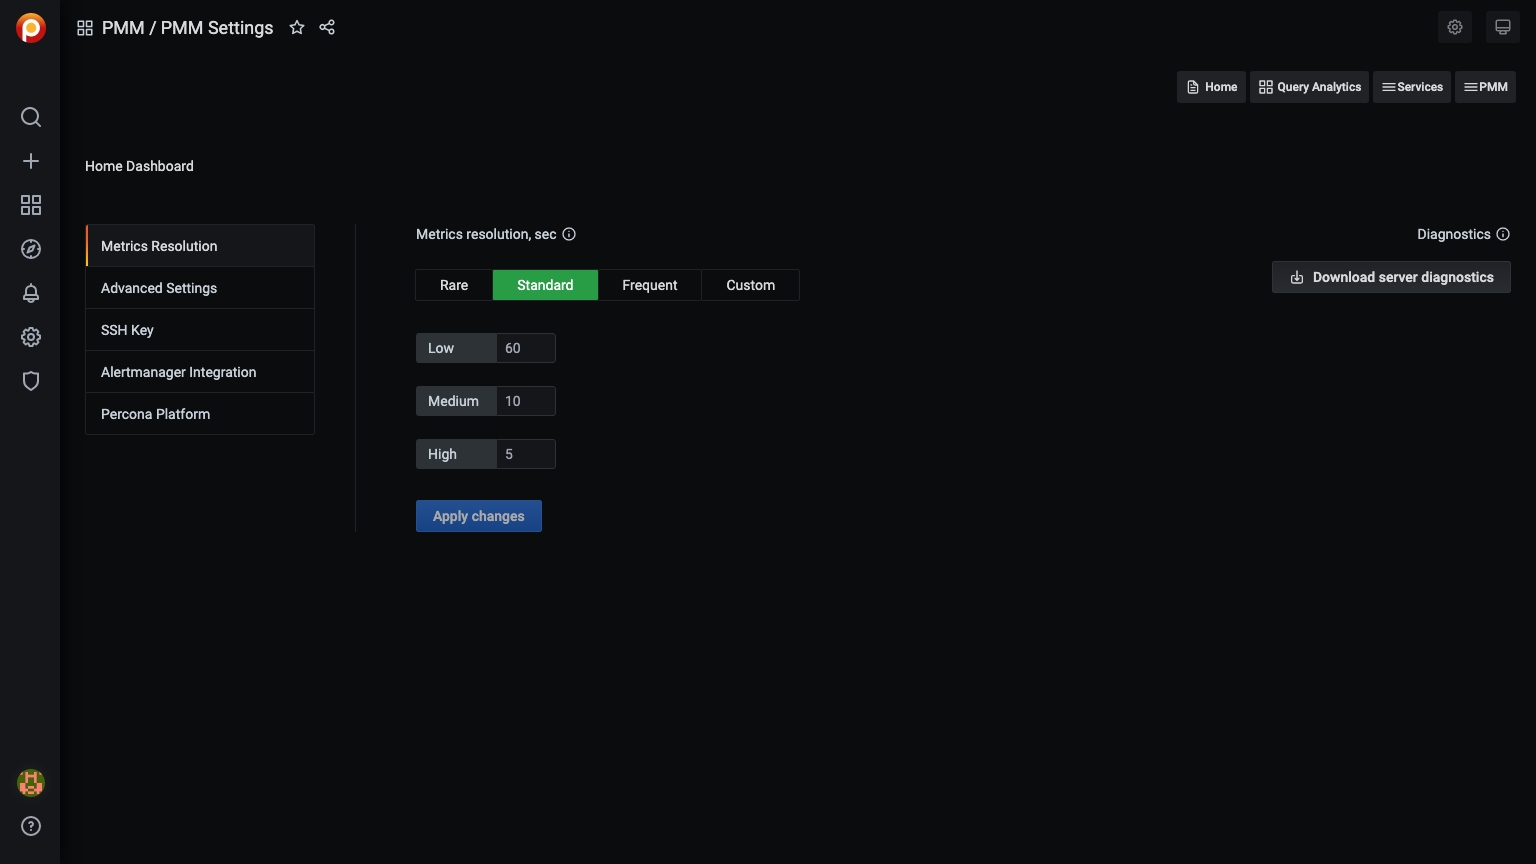 PMM / PMM Settings
Home
Query Analytics
Services
PMM
Home Dashboard
Metrics Resolution
Advanced Settings
SSH Key
Alertmanager Integration
Percona Platform
Metrics resolution, sec
Rare
Standard
Frequent
Custom
Low 60
Medium 10
High 5
Apply changes
Diagnostics
Download server diagnostics